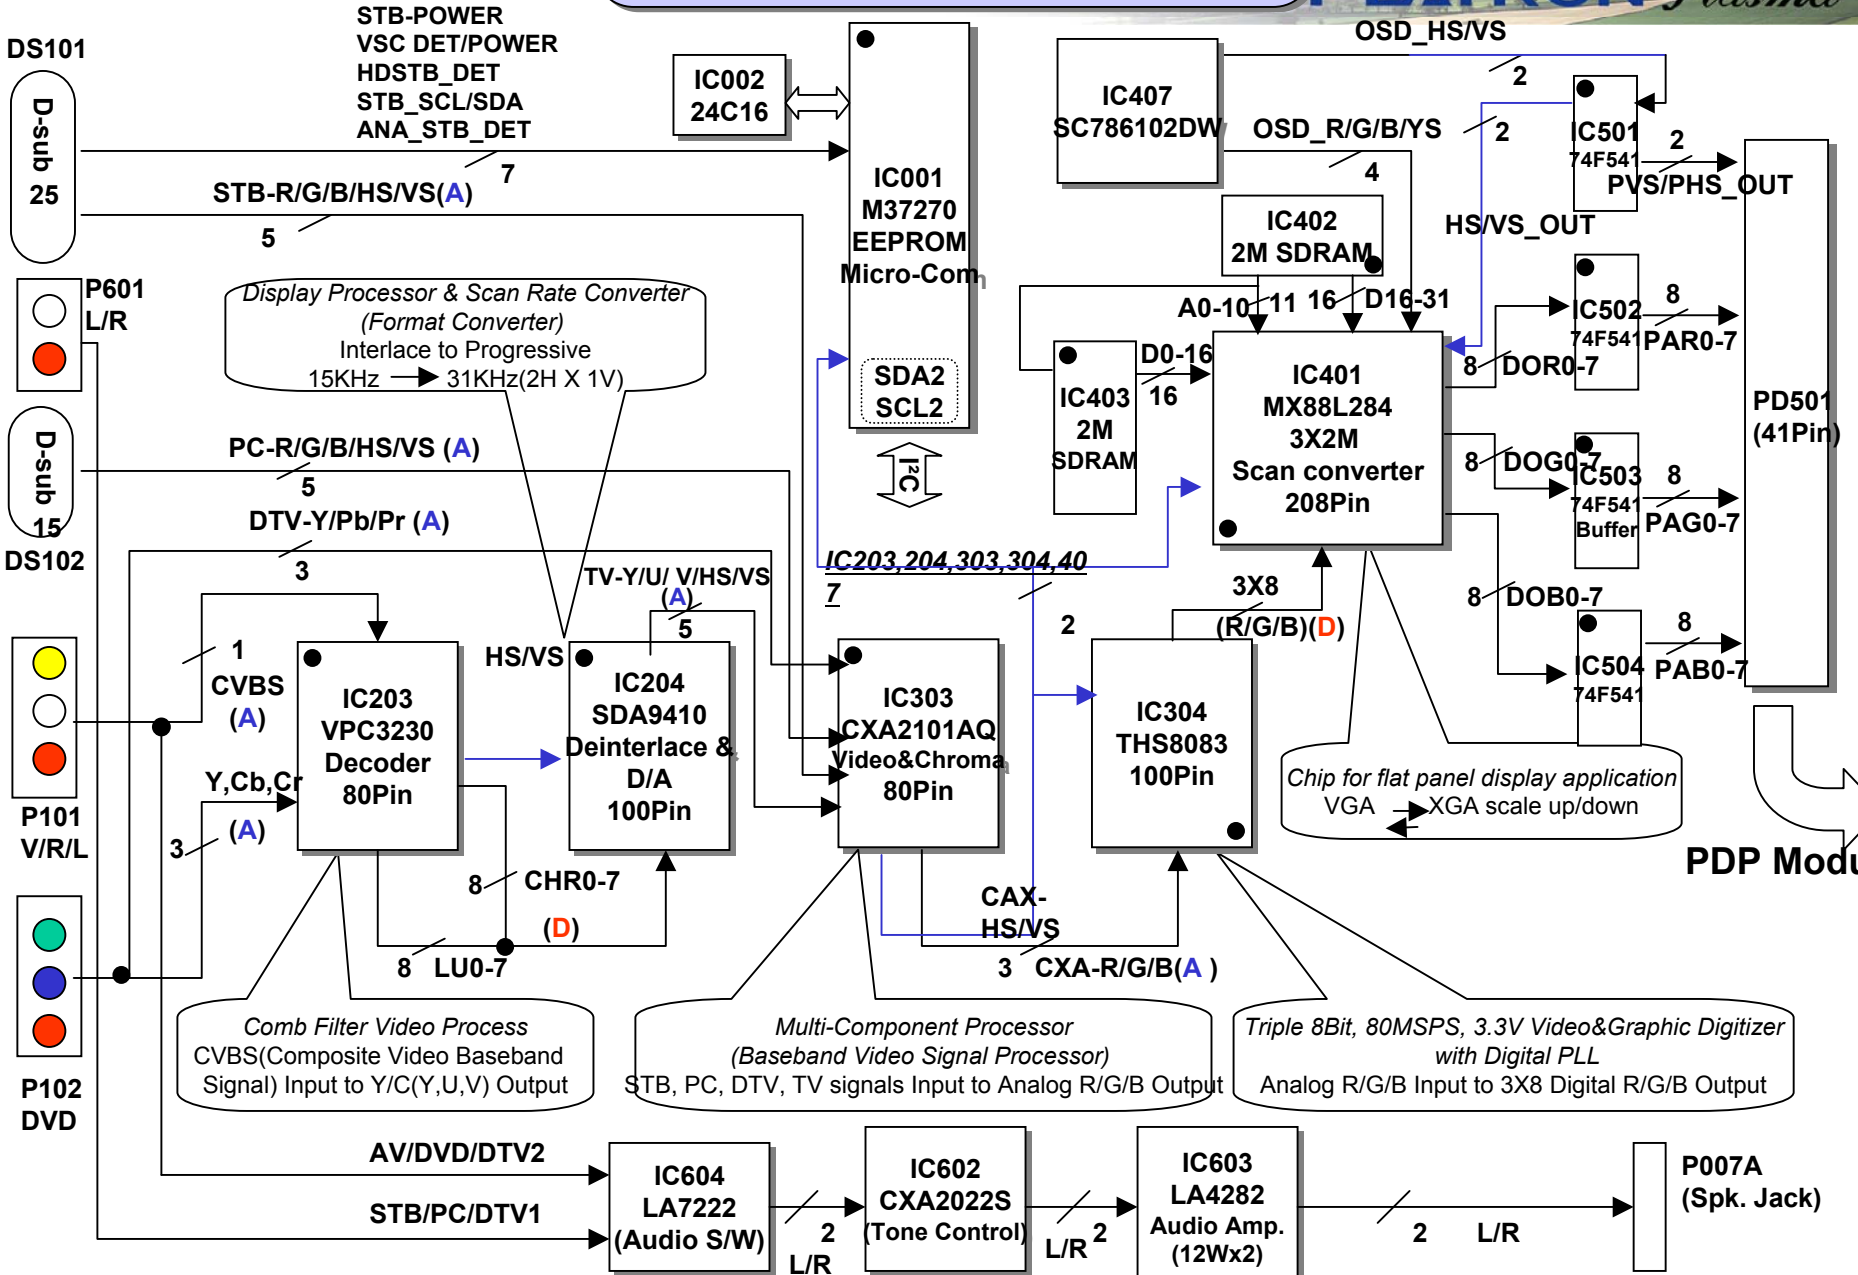 STB-POWER
VSC DET/POWER
HDSTB_DET
STB_SCL/SDA
ANA_STB_DET
7
DS101
D-sub
25
STB-R/G/B/HS/VS(A)
5
IC002
24C16
IC001
M37270
EEPROM
Micro-Com
SDA2
SCL2
I²C
IC407
SC786102DW
OSD_HS/VS
2
OSD_R/G/B/YS
4
2
IC501
74F541
2
PVS/PHS_OUT
HS/VS_OUT
IC402
2M SDRAM
A0-10
11
16
D16-31
IC403
2M
SDRAM
D0-16
16
IC401
MX88L284
3X2M
Scan converter
208Pin
8
DOR0-7
IC502
74F541
8
PAR0-7
8
DOG0-7
IC503
74F541
Buffer
8
PAG0-7
8
DOB0-7
IC504
74F541
8
PAB0-7
PD501
(41Pin)
PDP Modu
P601
L/R
Display Processor & Scan Rate Converter
(Format Converter)
Interlace to Progressive
15KHz 31KHz(2H X 1V)
D-sub
15
DS102
PC-R/G/B/HS/VS (A)
5
DTV-Y/Pb/Pr (A)
3
IC203,204,303,304,40
7
2
TV-Y/U/ V/HS/VS
(A)
5
3X8
(R/G/B)(D)
1
CVBS
(A)
P101
V/R/L
Y,Cb,Cr
(A)
3
IC203
VPC3230
Decoder
80Pin
HS/VS
IC204
SDA9410
Deinterlace &
D/A
100Pin
IC303
CXA2101AQ
Video&Chroma
80Pin
IC304
THS8083
100Pin
Chip for flat panel display application
VGA XGA scale up/down
8
CHR0-7
(D)
8
LU0-7
CAX-
HS/VS
3
CXA-R/G/B(A )
P102
DVD
Comb Filter Video Process
CVBS(Composite Video Baseband
Signal) Input to Y/C(Y,U,V) Output
Multi-Component Processor
(Baseband Video Signal Processor)
STB, PC, DTV, TV signals Input to Analog R/G/B Output
Triple 8Bit, 80MSPS, 3.3V Video&Graphic Digitizer
with Digital PLL
Analog R/G/B Input to 3X8 Digital R/G/B Output
AV/DVD/DTV2
STB/PC/DTV1
IC604
LA7222
(Audio S/W)
2
L/R
IC602
CXA2022S
(Tone Control)
L/R
2
IC603
LA4282
Audio Amp.
(12Wx2)
2
L/R
P007A
(Spk. Jack)